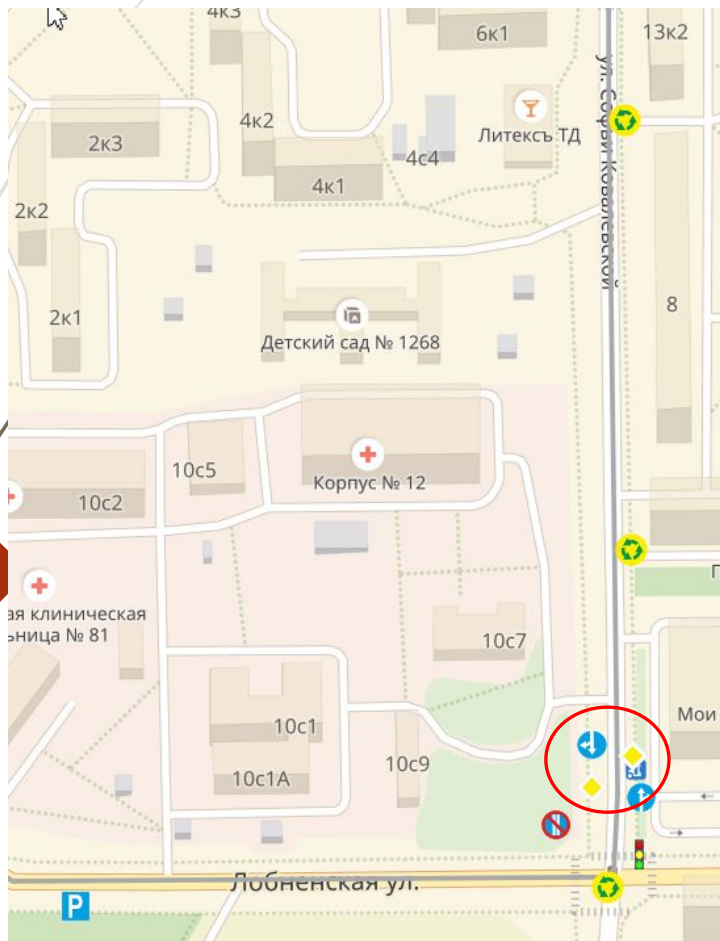 4к3
6к1
13к2
ул. Софьи Ковалевской
Литексъ ТД
4к2
2к3
4с4
4к1
2к2
8
2к1
Детский сад № 1268
10с5
Корпус № 12
10с2
П
ая клиническая
ьница № 81
10с7
Мои
10с1
10с9
10с1А
Лобненская ул.
P